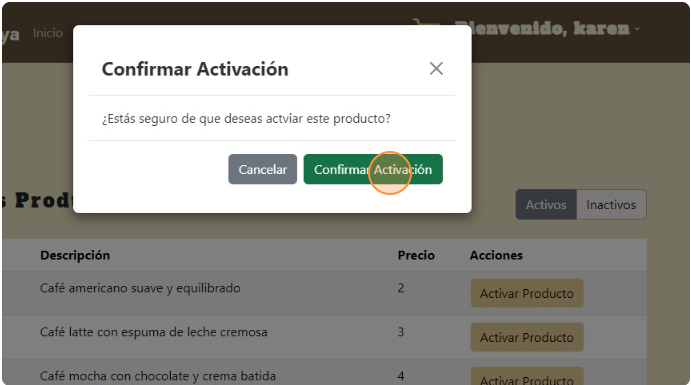 ya Inicio Bienvenido, karen
Confirmar Activación
¿Estás seguro de que deseas actviar este producto?
Cancelar Confirmar Activación
s Prod
Activos Inactivos
Descripción Precio Acciones
Café americano suave y equilibrado 2 Activar Producto
Café latte con espuma de leche cremosa 3 Activar Producto
Café mocha con chocolate y crema batida 4 Activar Producto